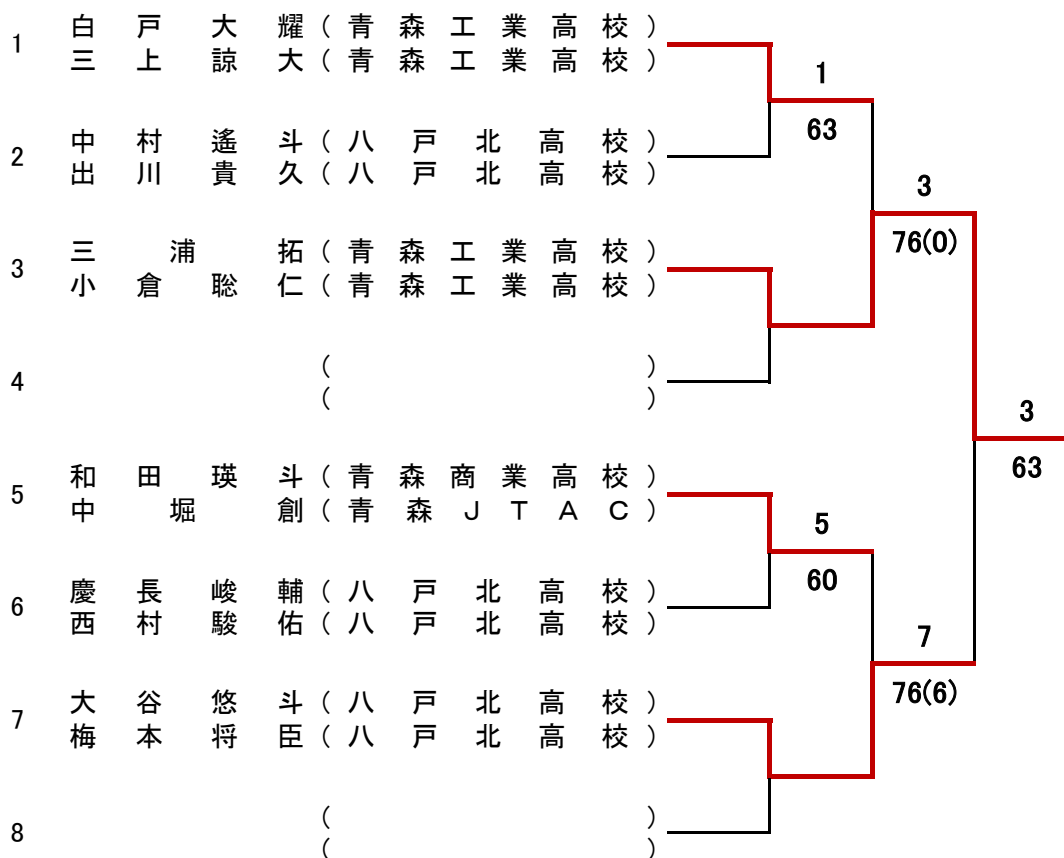 1 白戸大耀(青森工業高校)
三上諒大(青森工業高校)
1
63
2 中村遙斗(八戸北高校)
出川貴久(八戸北高校)
3
76(0)
3 三浦拓(青森工業高校)
小倉聡仁(青森工業高校)
4 ( )
( )
3
63
5 和田瑛斗(青森商業高校)
中堀創(青森JTAC)
5
60
6 慶長峻輔(八戸北高校)
西村駿佑(八戸北高校)
7
76(6)
7 大谷悠斗(八戸北高校)
梅本将臣(八戸北高校)
8 ( )
( )